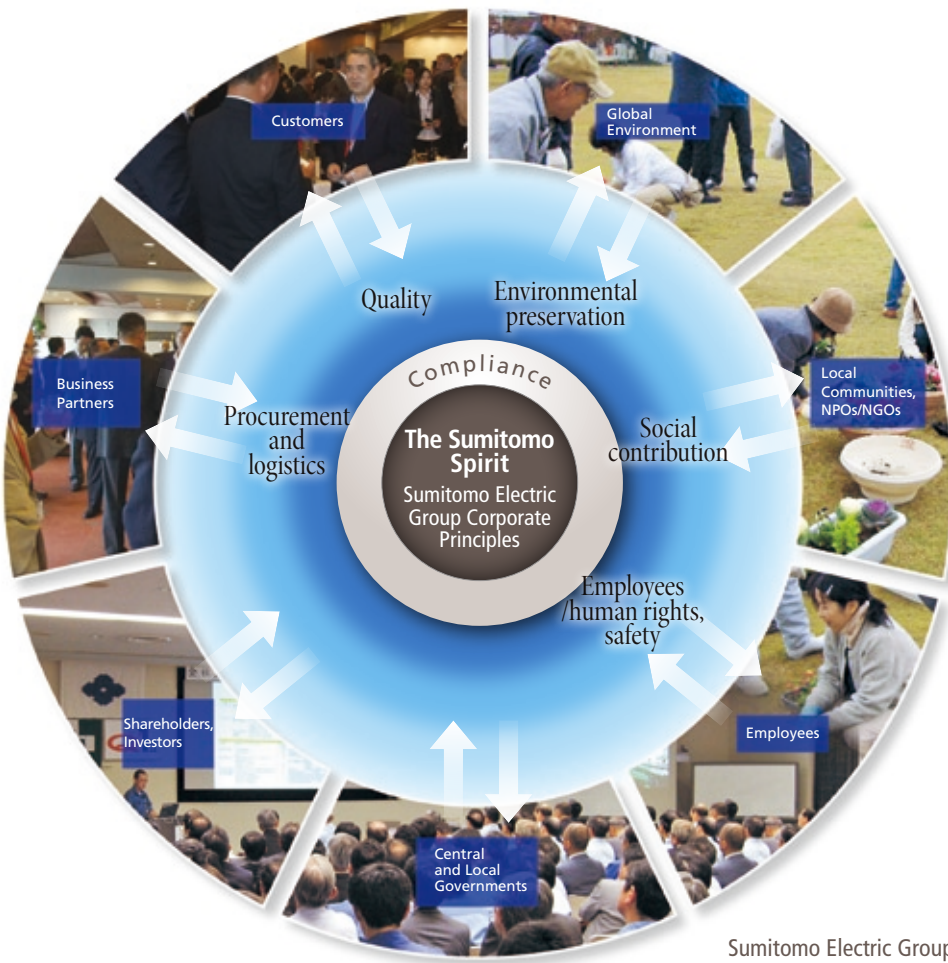 Customers
Global
Environment
Quality
Environmental
preservation
Business
Partners
Local
Communities,
NPOs/NGOs
Procurement
and
logistics
Compliance
The Sumitomo
Spirit
Sumitomo Electric
Group Corporate
Principles
Social
contribution
Employees
/human rights,
safety
Shareholders,
Investors
Employees
Central
and Local
Governments
Sumitomo Electric Group